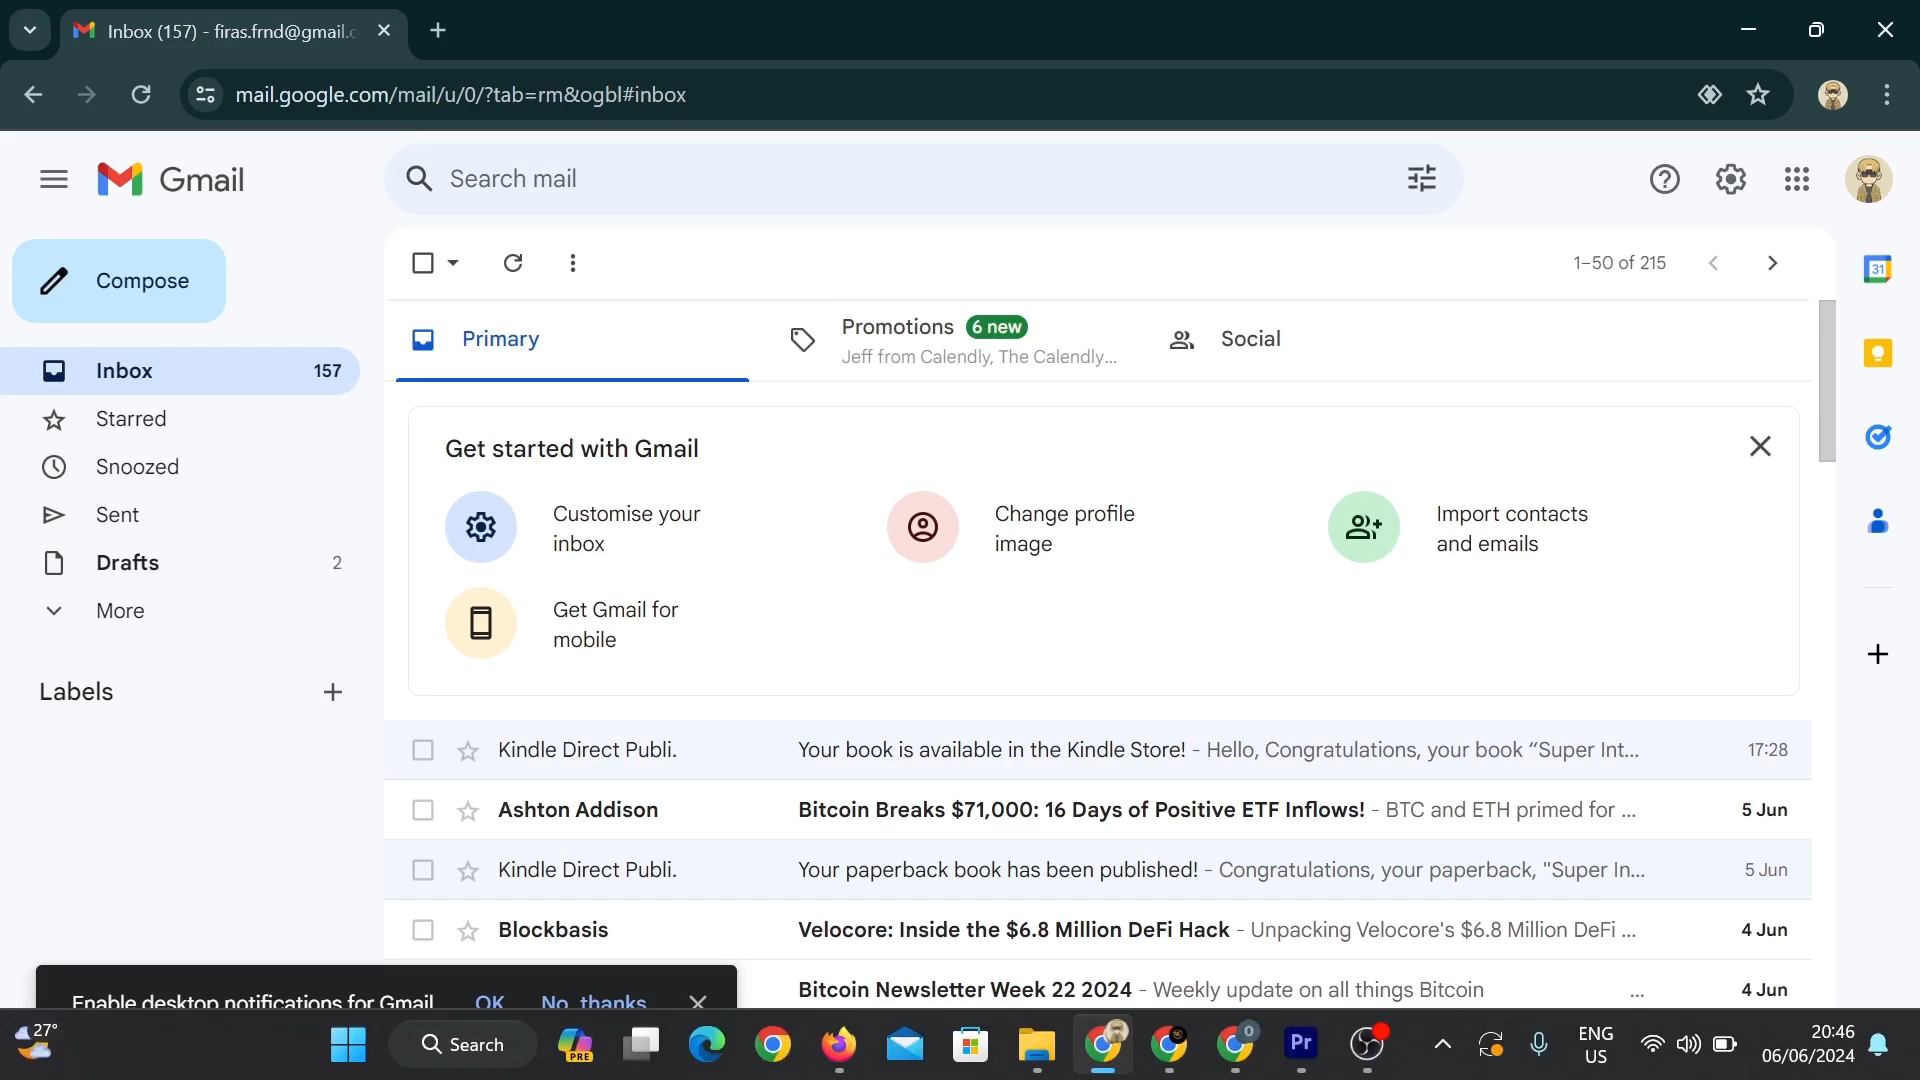 Inbox (157) - firas.frnd@gmail.c
mail.google.com/mail/u/0/?tab=rm&ogbl#inbox
Gmail
Search mail
Compose
1–50 of 215
Primary
Promotions 6 new
Jeff from Calendly, The Calendly...
Social
Inbox 157
Starred
Snoozed
Sent
Drafts 2
More
Labels
Get started with Gmail
Customise your
inbox
Change profile
image
Import contacts
and emails
Get Gmail for
mobile
Kindle Direct Publi. Your book is available in the Kindle Store! - Hello, Congratulations, your book “Super Int... 17:28
Ashton Addison Bitcoin Breaks $71,000: 16 Days of Positive ETF Inflows! - BTC and ETH primed for ... 5 Jun
Kindle Direct Publi. Your paperback book has been published! - Congratulations, your paperback, "Super In... 5 Jun
Blockbasis Velocore: Inside the $6.8 Million DeFi Hack - Unpacking Velocore's $6.8 Million DeFi ... 4 Jun
Bitcoin Newsletter Week 22 2024 - Weekly update on all things Bitcoin ... 4 Jun
Enable desktop notifications for Gmail OK No, thanks
31
27°
Search
PRE
0
Pr
ENG
US
20:46
06/06/2024